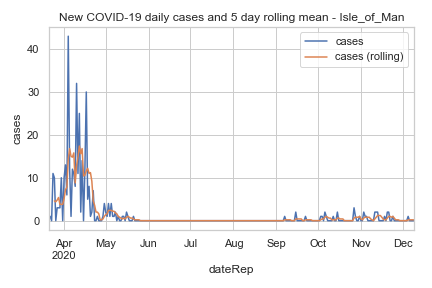 New COVID-19 daily cases and 5 day rolling mean - Isle_of_Man
cases
cases (rolling)
40
30
20
10
0
cases
Apr May Jun Jul Aug Sep Oct Nov Dec
2020
dateRep